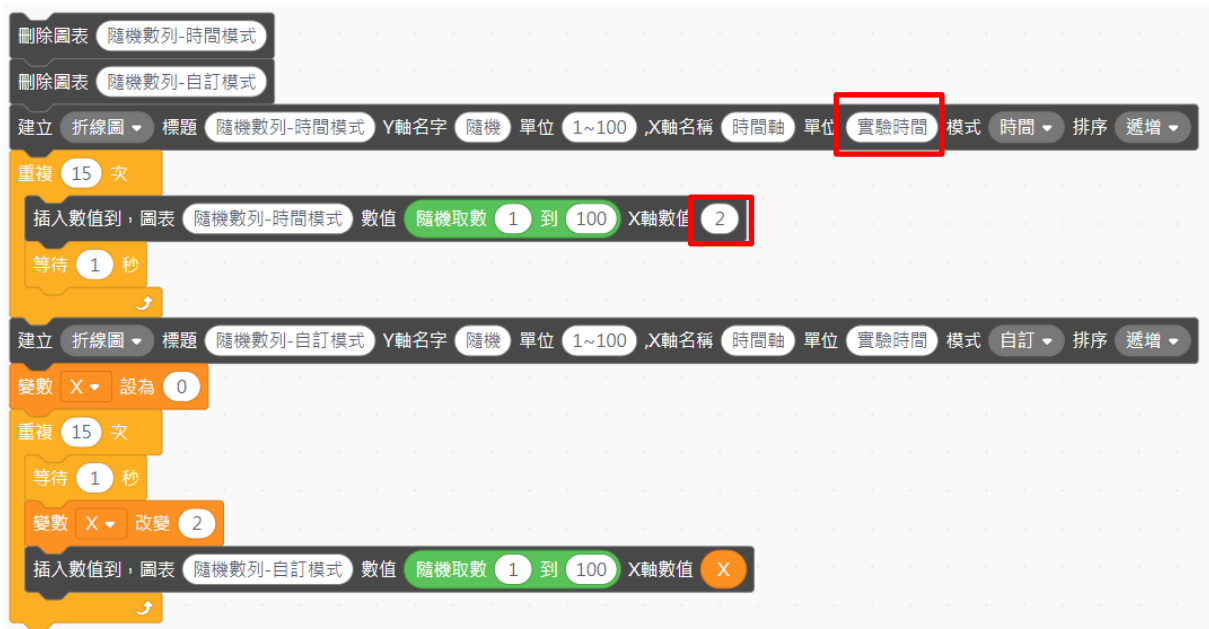 刪除圖表 隨機數列-時間模式
刪除圖表 隨機數列-自訂模式
建立 折線圖 標題 隨機數列-時間模式 Y軸名字 隨機 單位 1~100 ,X軸名稱 時間軸 單位 實驗時間 模式 時間 排序 遞增
重複 15 次
插入數值到，圖表 隨機數列-時間模式 數值 隨機取數 1 到 100 X軸數值 2
等待 1 秒
建立 折線圖 標題 隨機數列-自訂模式 Y軸名字 隨機 單位 1~100 ,X軸名稱 時間軸 單位 實驗時間 模式 自訂 排序 遞增
變數 X 設為 0
重複 15 次
等待 1 秒
變數 X 改變 2
插入數值到，圖表 隨機數列-自訂模式 數值 隨機取數 1 到 100 X軸數值 X